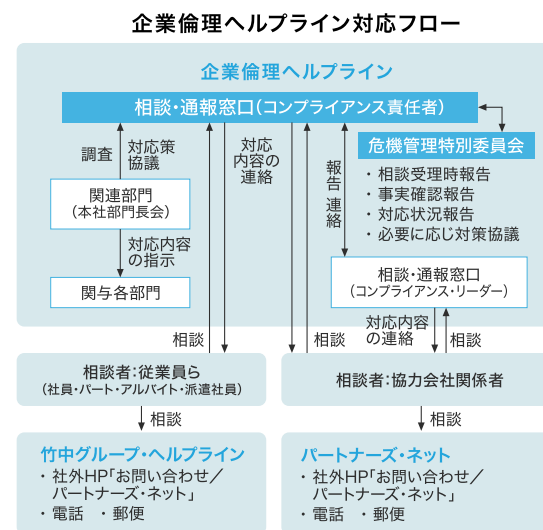 企業倫理ヘルプライン対応フロー
企業倫理ヘルプライン
相談・通報窓口（コンプライアンス責任者）
調査
対応策
協議
対応
内容の
連絡
報告
連絡
危機管理特別委員会
・ 相談受理時報告
・ 事実確認報告
・ 対応状況報告
・ 必要に応じ対策協議
関連部門
（本社部門長会）
対応内容
の指示
関与各部門
相談・通報窓口
（コンプライアンス・リーダー）
相談
相談
対応内容
の連絡
相談
相談者：従業員ら
（社員・パート・アルバイト・派遣社員）
相談者：協力会社関係者
相談
相談
竹中グループ・ヘルプライン
・ 社外HP「お問い合わせ／
パートナーズ・ネット」
・ 電話　・ 郵便
パートナーズ・ネット
・ 社外HP「お問い合わせ／
パートナーズ・ネット」
・ 電話　・ 郵便